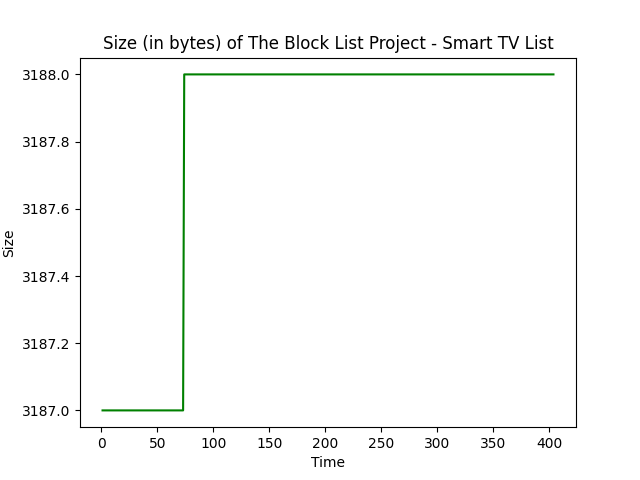 Size (in bytes) of The Block List Project - Smart TV List
3188.0
3187.8
3187.6
3187.4
3187.2
3187.0
Size
0 50 100 150 200 250 300 350 400
Time